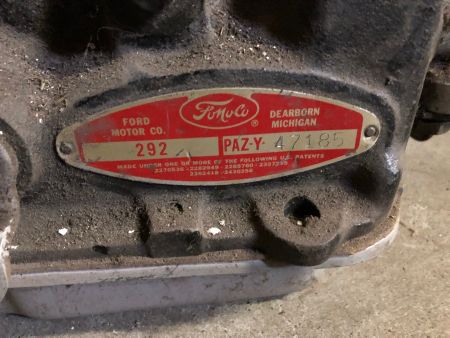 FoMoCo
FORD
MOTOR CO.
DEARBORN
MICHIGAN
292 PAZ-Y- 47185
MADE UNDER ONE OR MORE OF THE FOLLOWING U.S. PATENTS